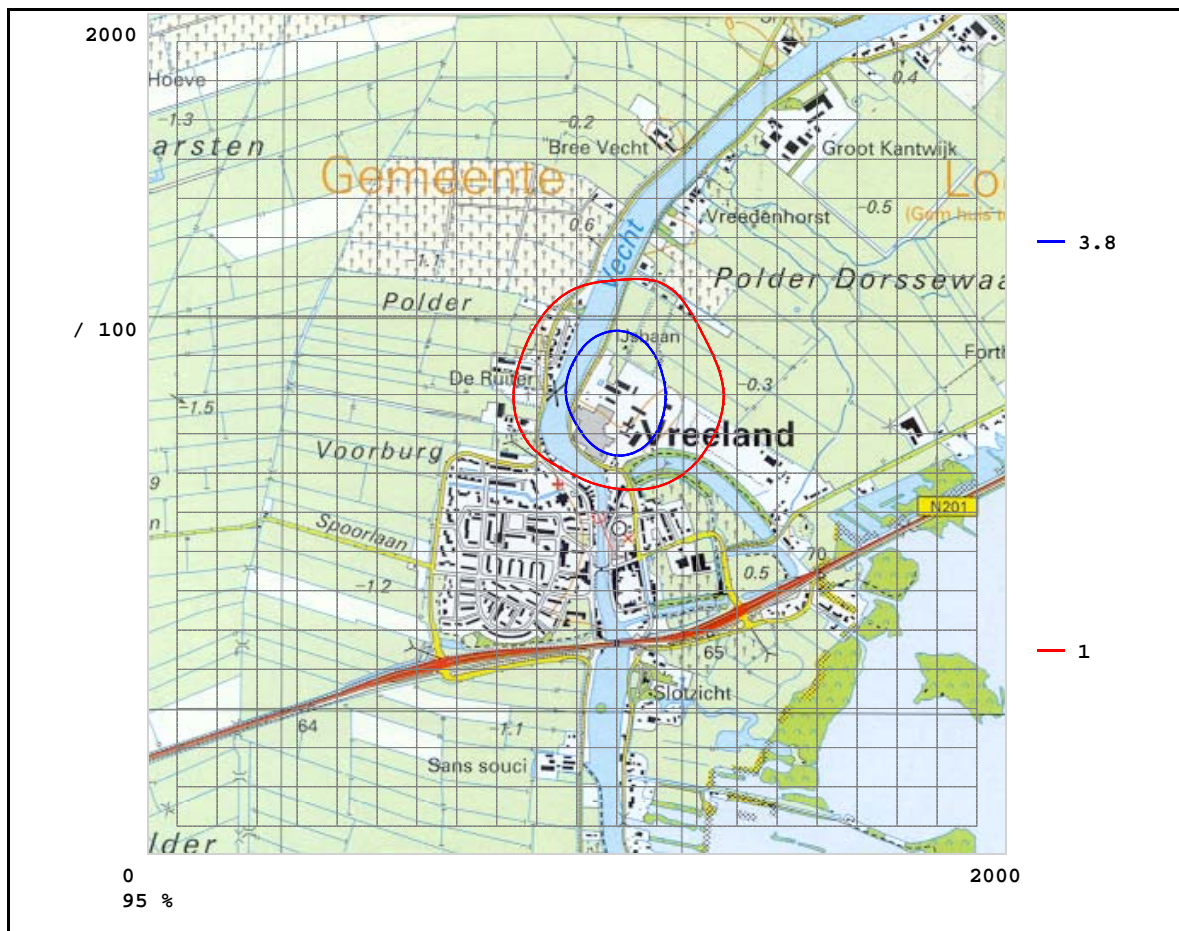 2000
Hoeve
0.4
-1.3
-0.2
arsten
Bree Vecht
Groot Kantwijk
Gemeente
Lo
-0.5
Vreedenhorst
(Gem huis t
0.6
Vecht
-1.1
Polder Dorssewaa
3.8
Polder
/ 100
IJsbaan
Forth
De Ruiter
-0.3
-1.5
Vreeland
Voorburg
9
N201
n
Spoorlaan
70
0.5
-1.2
65
1
Slotzicht
64
-1.1
Sans souci
lder
0
2000
95 %